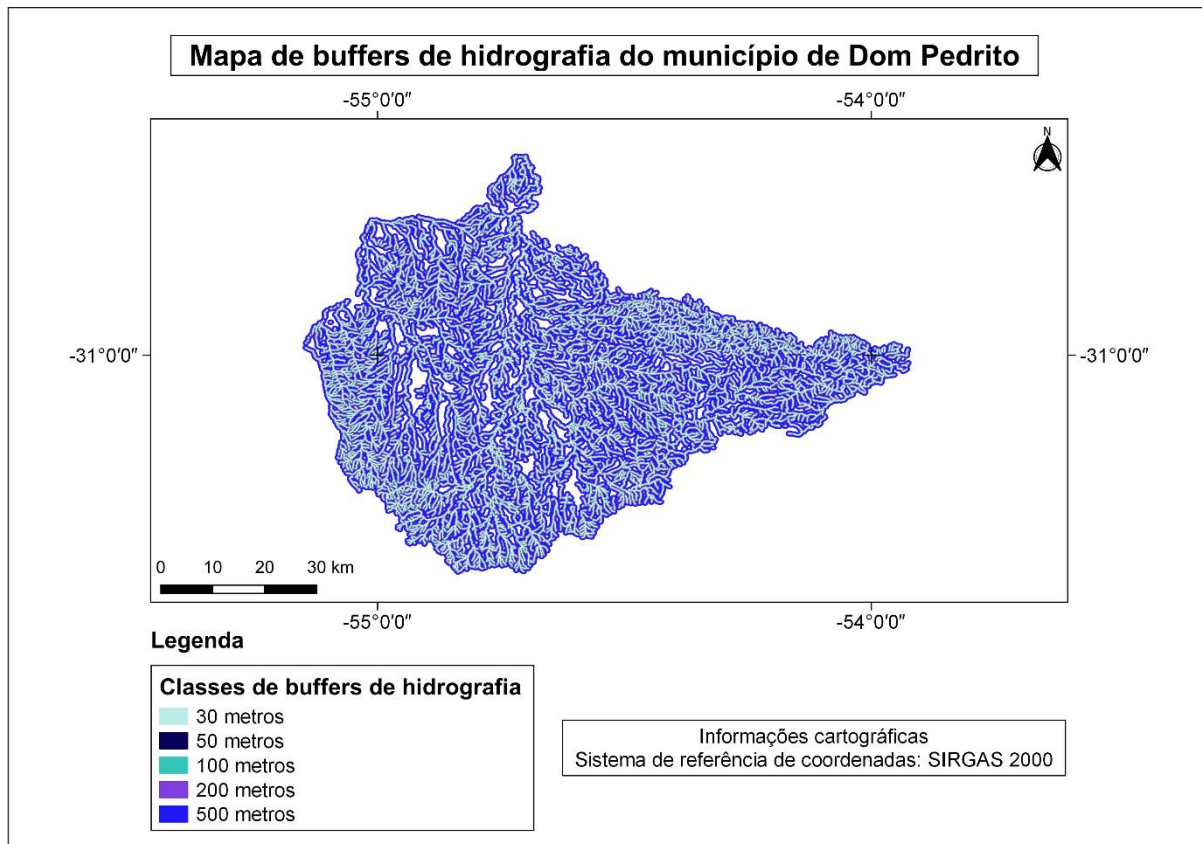 Mapa de buffers de hidrografia do município de Dom Pedrito
-55°0′0″ -54°0′0″
N
-31°0′0″ -31°0′0″
0 10 20 30 km
-55°0′0″ -54°0′0″
Legenda
Classes de buffers de hidrografia
30 metros
50 metros
100 metros
200 metros
500 metros
Informações cartográficas
Sistema de referência de coordenadas: SIRGAS 2000